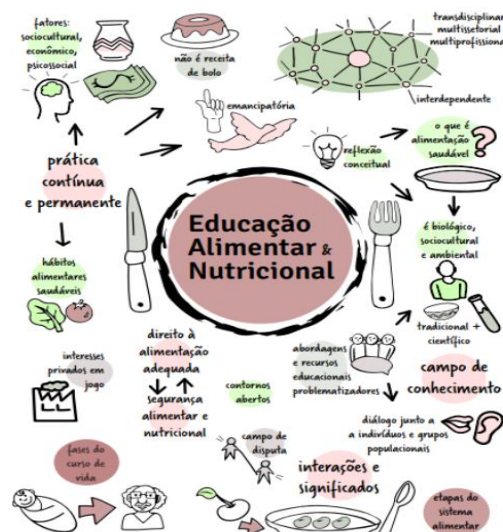 fatores:
sociocultural,
econômico,
psicossocial
não é receita
de bolo
transdisciplinar
multissetorial
multiprofissional
interdependente
emancipatória
reflexão
conceitual
o que é
alimentação
saudável
?
prática
contínua
e permanente
Educação
Alimentar &
Nutricional
é biológico,
sociocultural
e ambiental
hábitos
alimentares
saudáveis
tradicional +
científico
direito à
alimentação
adequada
segurança
alimentar e
nutricional
interesses
privados em
jogo
contornos
abertos
abordagens
e recursos
educacionais
problematizadores
campo de
conhecimento
diálogo junto a
a indivíduos e grupos
populacionais
fases do
curso de
vida
campo de
disputa
interações e
significados
etapas do
sistema
alimentar